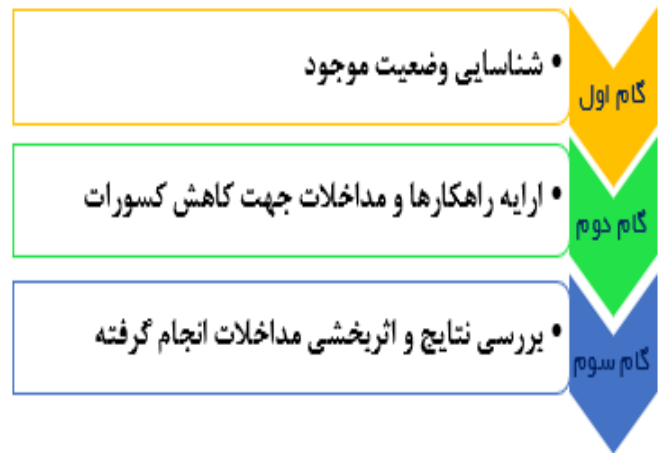 گام اول
• شناسایی وضعیت موجود
گام دوم
• ارایه راهکارها و مداخلات جهت کاهش کسورات
گام سوم
• بررسی نتایج و اثربخشی مداخلات انجام گرفته